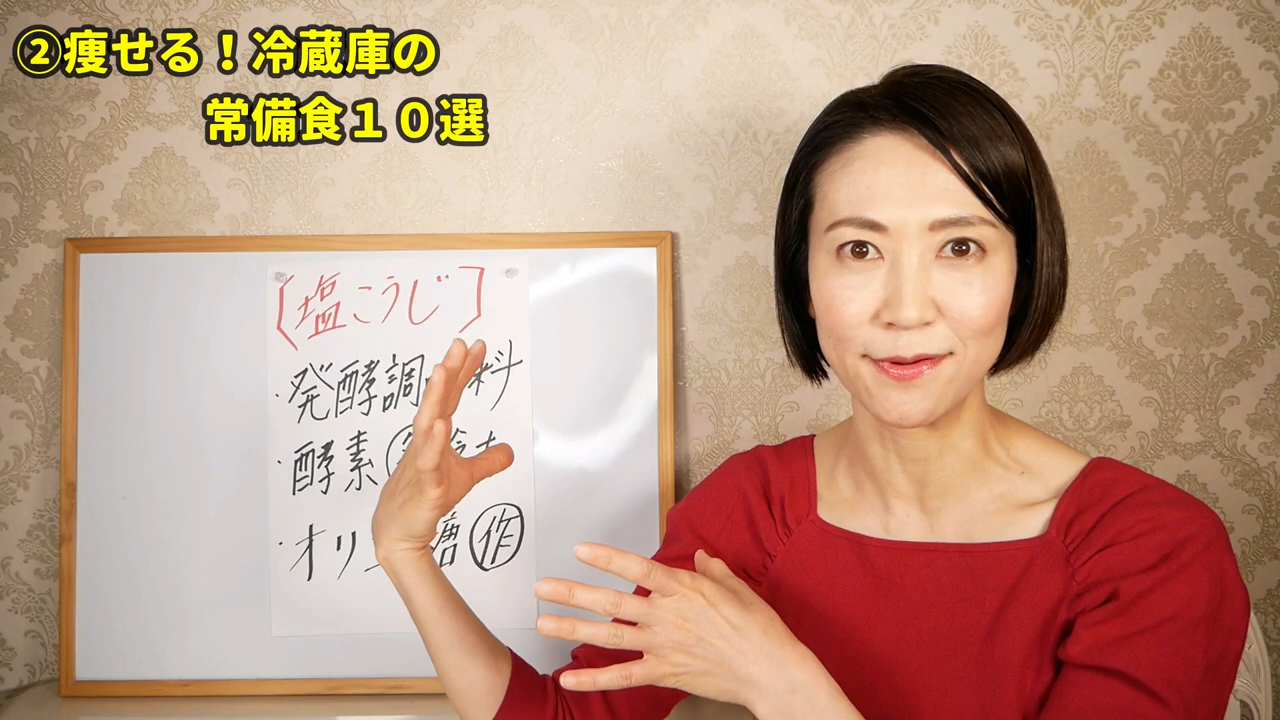 ②痩せる！冷蔵庫の
常備食１０選
[塩こうじ]
・発酵調 料
・酵素
・オリ 糖 作